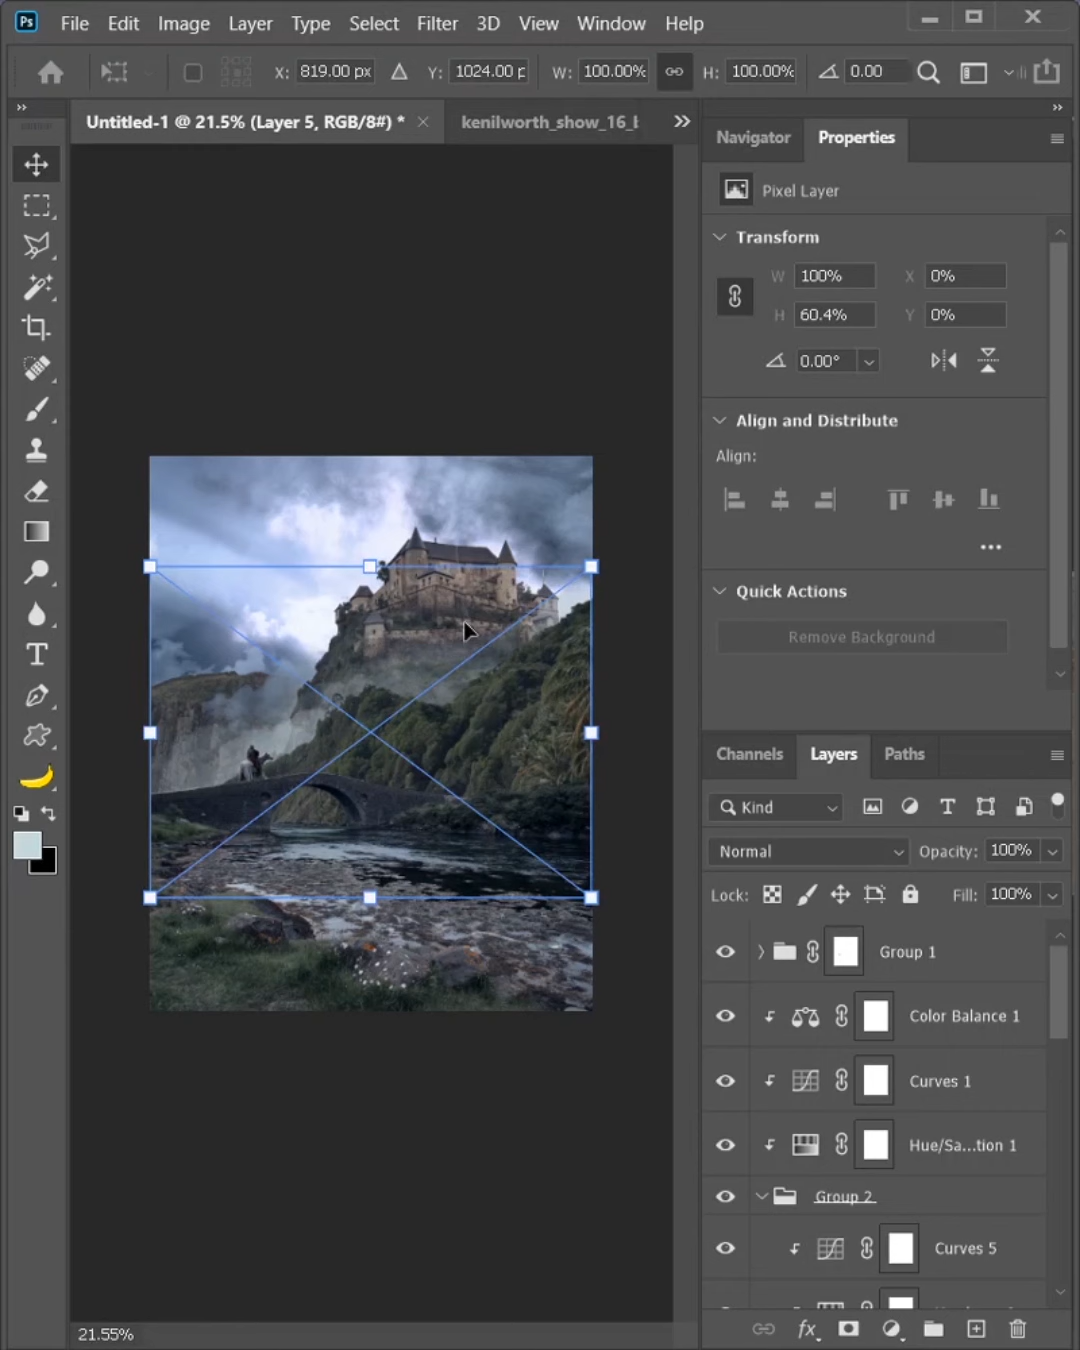 Ps File Edit Image Layer Type Select Filter 3D View Window Help
X: 819.00 px Y: 1024.00 p W: 100.00% H: 100.00% 0.00
Untitled-1 @ 21.5% (Layer 5, RGB/8#) * × kenilworth_show_16_b
Navigator Properties
Pixel Layer
Transform
W 100% X 0%
H 60.4% Y 0%
0.00°
Align and Distribute
Align:
Quick Actions
Remove Background
Channels Layers Paths
Kind
Normal Opacity: 100%
Lock: Fill: 100%
Group 1
Color Balance 1
Curves 1
Hue/Sa...tion 1
Group 2
Curves 5
fx
21.55%